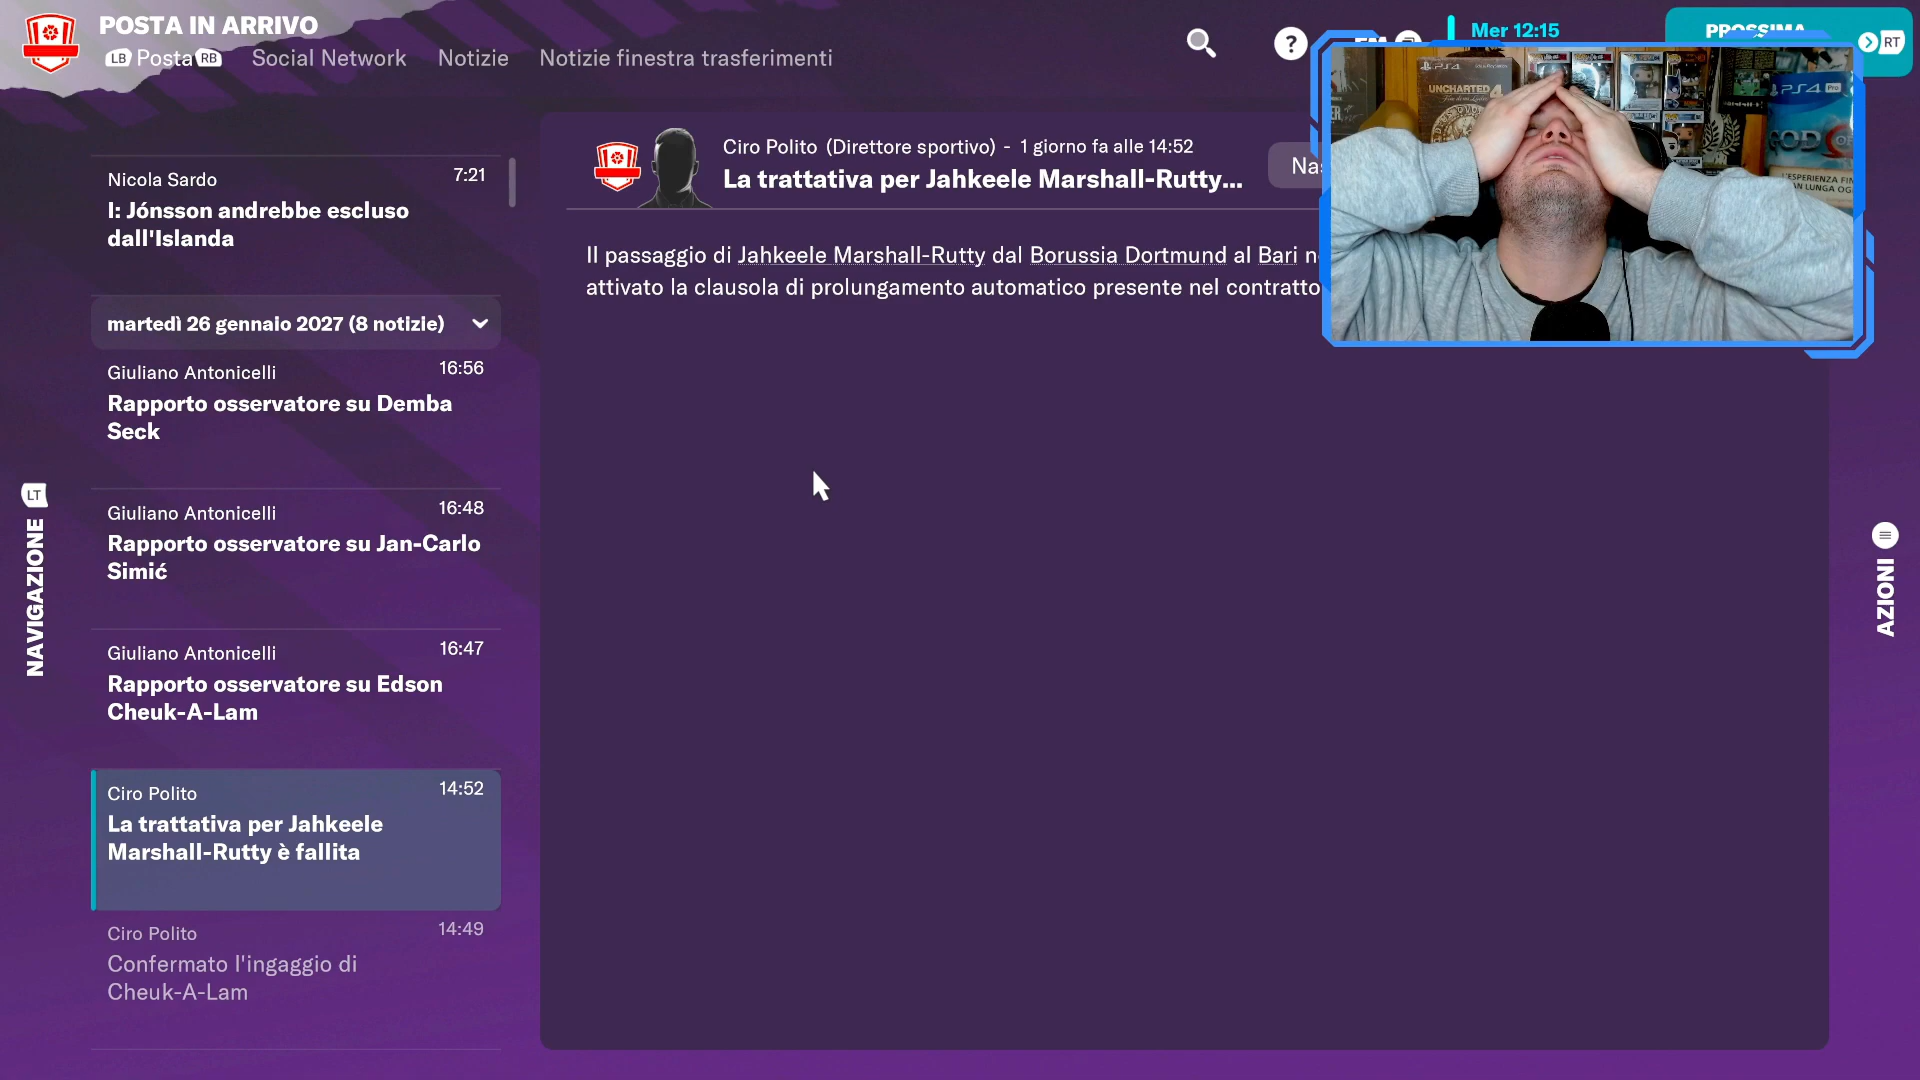 POSTA IN ARRIVO
LB Posta RB Social Network Notizie Notizie finestra trasferimenti
?
Mer 12:15
PROSSIMA
RT
Nicola Sardo 7:21
I: Jónsson andrebbe escluso
dall'Islanda
martedì 26 gennaio 2027 (8 notizie)
Giuliano Antonicelli 16:56
Rapporto osservatore su Demba
Seck
Giuliano Antonicelli 16:48
Rapporto osservatore su Jan-Carlo
Simić
Giuliano Antonicelli 16:47
Rapporto osservatore su Edson
Cheuk-A-Lam
Ciro Polito 14:52
La trattativa per Jahkeele
Marshall-Rutty è fallita
Ciro Polito 14:49
Confermato l'ingaggio di
Cheuk-A-Lam
Ciro Polito (Direttore sportivo) - 1 giorno fa alle 14:52
La trattativa per Jahkeele Marshall-Rutty...
Il passaggio di Jahkeele Marshall-Rutty dal Borussia Dortmund al Bari
attivato la clausola di prolungamento automatico presente nel contratto
LT
NAVIGAZIONE
AZIONI
PS4
UNCHARTED 4
PS4 Pro
GOD